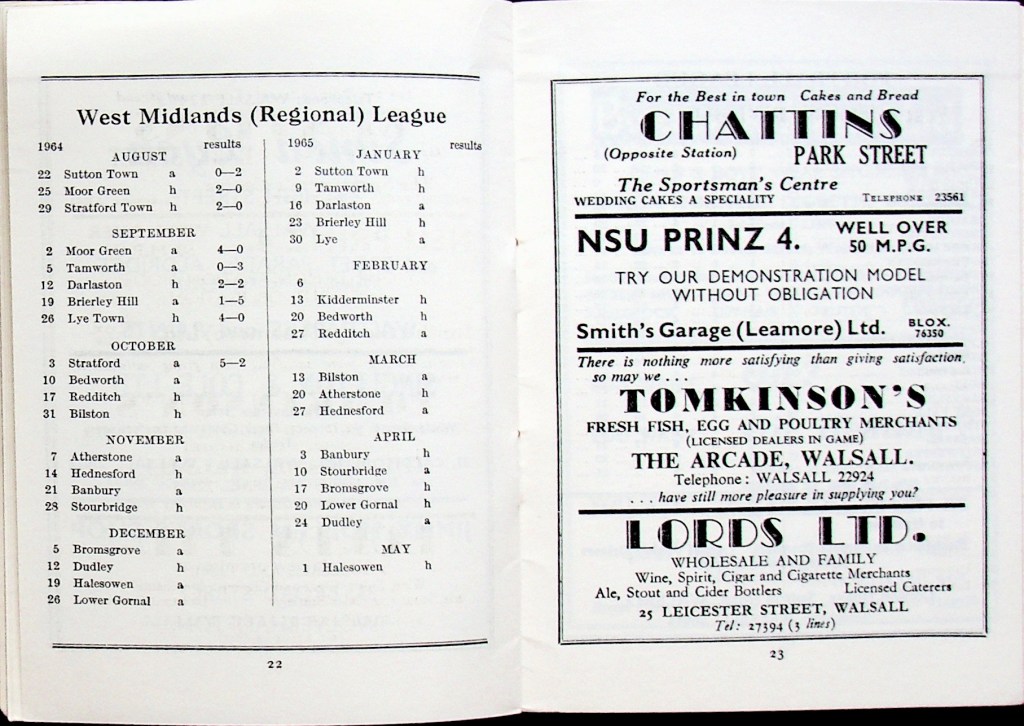 West Midlands (Regional) League
1964 results
AUGUST
22 Sutton Town a 0—2
25 Moor Green h 2—0
29 Stratford Town h 2—0
SEPTEMBER
2 Moor Green a 4—0
5 Tamworth a 0—3
12 Darlaston h 2—2
19 Brierley Hill a 1—5
26 Lye Town h 4—0
OCTOBER
3 Stratford a 5—2
10 Bedworth a
17 Redditch h
31 Bilston h
NOVEMBER
7 Atherstone a
14 Hednesford h
21 Banbury a
28 Stourbridge h
DECEMBER
5 Bromsgrove a
12 Dudley h
19 Halesowen a
26 Lower Gornal a
1965 results
JANUARY
2 Sutton Town h
9 Tamworth h
16 Darlaston a
23 Brierley Hill h
30 Lye a
FEBRUARY
6
13 Kidderminster h
20 Bedworth h
27 Redditch a
MARCH
13 Bilston a
20 Atherstone h
27 Hednesford a
APRIL
3 Banbury h
10 Stourbridge a
17 Bromsgrove h
20 Lower Gornal h
24 Dudley a
MAY
1 Halesowen h
22
For the Best in town Cakes and Bread
CHATTINS
(Opposite Station) PARK STREET
The Sportsman's Centre
WEDDING CAKES A SPECIALITY TELEPHONE 23561
NSU PRINZ 4. WELL OVER
50 M.P.G.
TRY OUR DEMONSTRATION MODEL
WITHOUT OBLIGATION
Smith's Garage (Leamore) Ltd. BLOX.
76350
There is nothing more satisfying than giving satisfaction,
so may we . . .
TOMKINSON'S
FRESH FISH, EGG AND POULTRY MERCHANTS
(LICENSED DEALERS IN GAME)
THE ARCADE, WALSALL.
Telephone: WALSALL 22924
. . . have still more pleasure in supplying you?
LORDS LTD.
WHOLESALE AND FAMILY
Wine, Spirit, Cigar and Cigarette Merchants
Ale, Stout and Cider Bottlers Licensed Caterers
25 LEICESTER STREET, WALSALL
Tel: 27394 (3 lines)
23